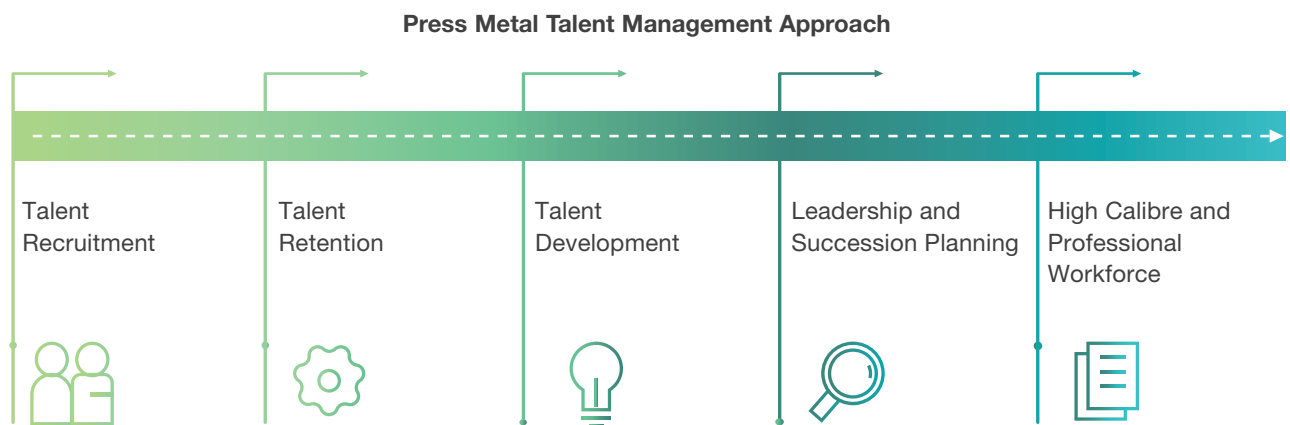 Press Metal Talent Management Approach
Talent
Recruitment
Talent
Retention
Talent
Development
Leadership and
Succession Planning
High Calibre and
Professional
Workforce